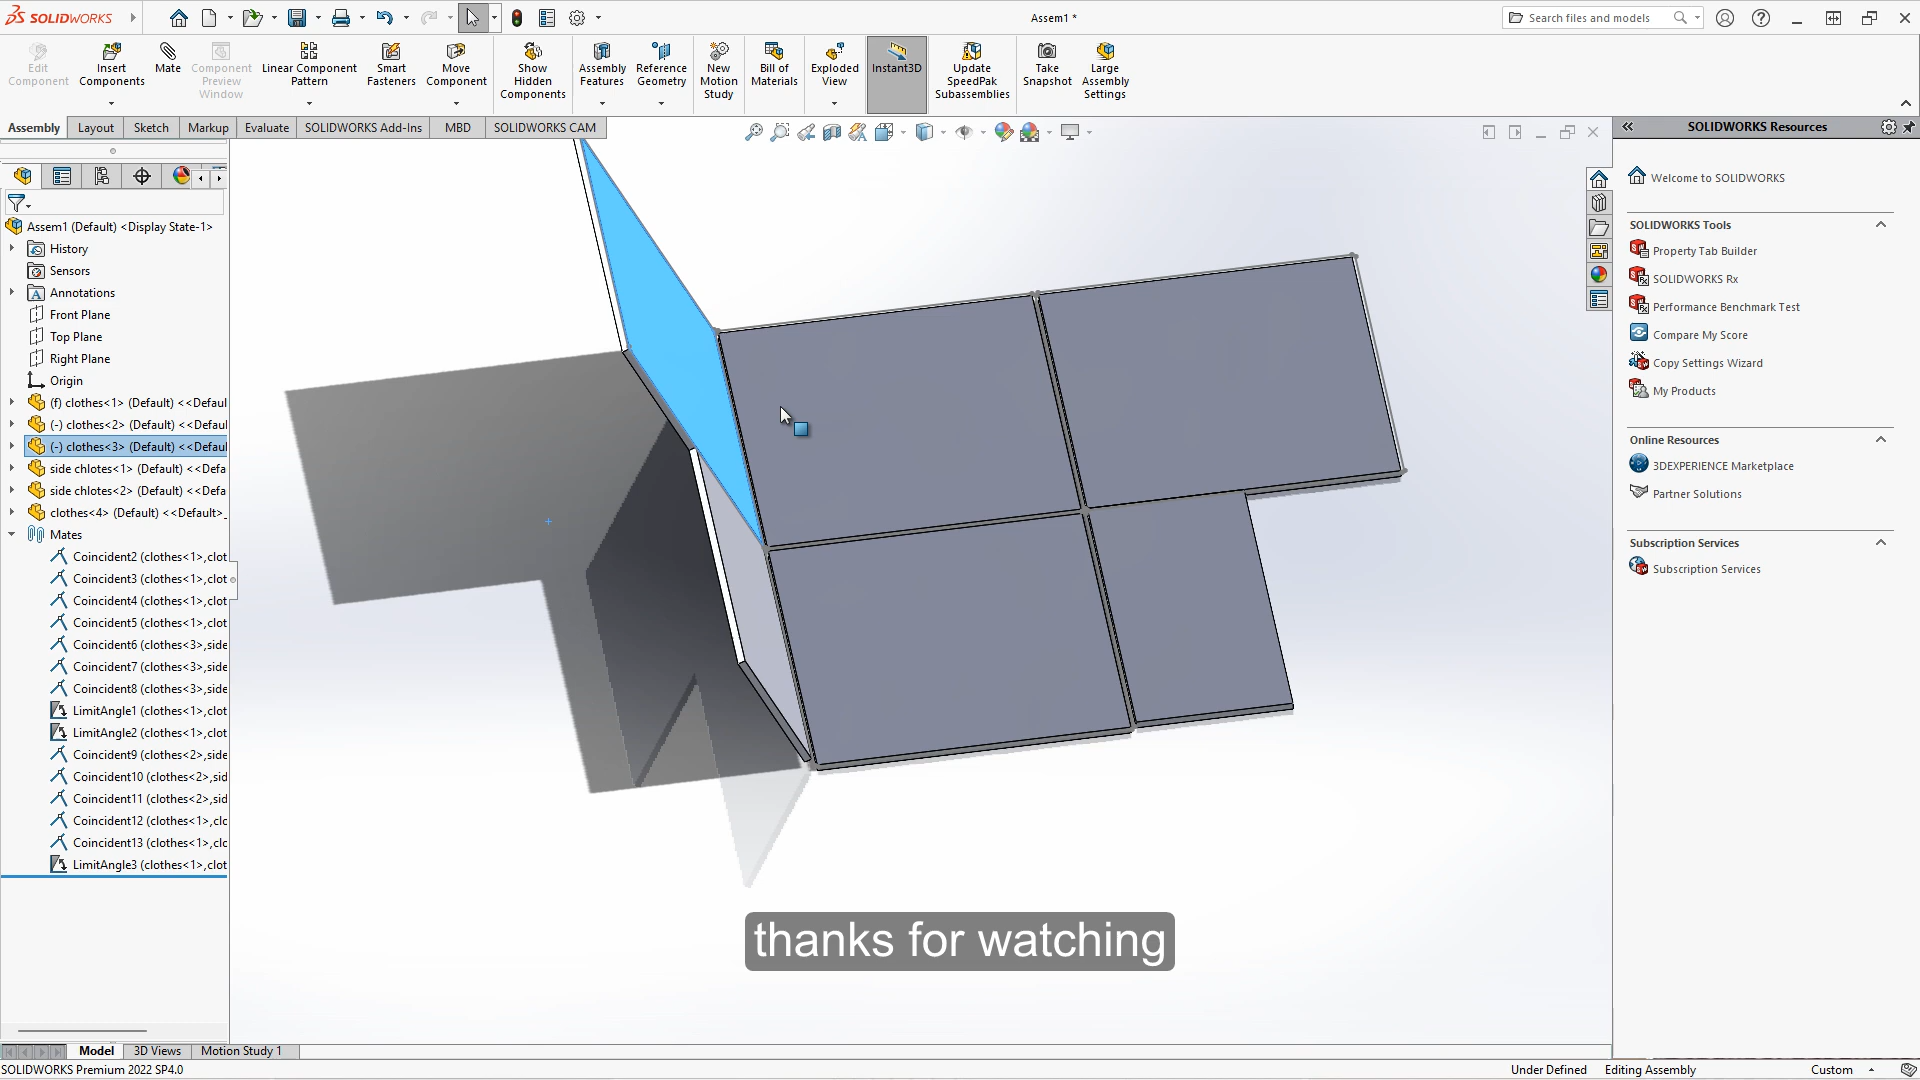 SOLIDWORKS
Assem1 *
Search files and models
Edit
Component
Insert
Components
Mate
Component
Preview
Window
Linear Component
Pattern
Smart
Fasteners
Move
Component
Show
Hidden
Components
Assembly
Features
Reference
Geometry
New
Motion
Study
Bill of
Materials
Exploded
View
Instant3D
Update
SpeedPak
Subassemblies
Take
Snapshot
Large
Assembly
Settings
Assembly
Layout
Sketch
Markup
Evaluate
SOLIDWORKS Add-Ins
MBD
SOLIDWORKS CAM
Assem1 (Default) <Display State-1>
History
Sensors
Annotations
Front Plane
Top Plane
Right Plane
Origin
(f) clothes<1> (Default) <<Defaul
(-) clothes<2> (Default) <<Defaul
(-) clothes<3> (Default) <<Defaul
side chlotes<1> (Default) <<Defa
side chlotes<2> (Default) <<Defa
clothes<4> (Default) <<Default>_
Mates
Coincident2 (clothes<1>,clot
Coincident3 (clothes<1>,clot
Coincident4 (clothes<1>,clot
Coincident5 (clothes<1>,clot
Coincident6 (clothes<3>,side
Coincident7 (clothes<3>,side
Coincident8 (clothes<3>,side
LimitAngle1 (clothes<1>,clot
LimitAngle2 (clothes<1>,clot
Coincident9 (clothes<2>,side
Coincident10 (clothes<2>,sid
Coincident11 (clothes<2>,sid
Coincident12 (clothes<1>,clc
Coincident13 (clothes<1>,clc
LimitAngle3 (clothes<1>,clot
thanks for watching
SOLIDWORKS Resources
Welcome to SOLIDWORKS
SOLIDWORKS Tools
Property Tab Builder
SOLIDWORKS Rx
Performance Benchmark Test
Compare My Score
Copy Settings Wizard
My Products
Online Resources
3DEXPERIENCE Marketplace
Partner Solutions
Subscription Services
Subscription Services
Model
3D Views
Motion Study 1
SOLIDWORKS Premium 2022 SP4.0
Under Defined
Editing Assembly
Custom